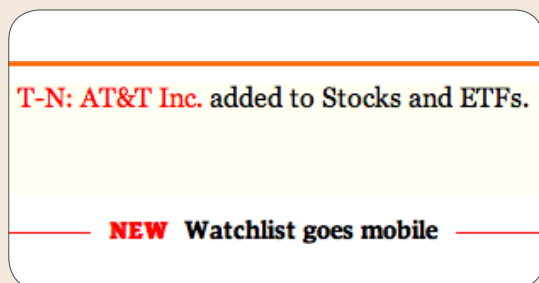 T-N: AT&T Inc. added to Stocks and ETFs.
NEW Watchlist goes mobile